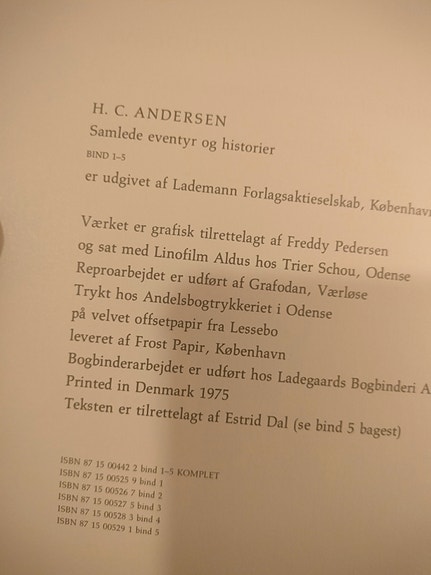 H. C. ANDERSEN
Samlede eventyr og historier
BIND 1–5
er udgivet af Lademann Forlagsaktieselskab, København
Værket er grafisk tilrettelagt af Freddy Pedersen
og sat med Linofilm Aldus hos Trier Schou, Odense
Reproarbejdet er udført af Grafodan, Værløse
Trykt hos Andelsbogtrykkeriet i Odense
på velvet offsetpapir fra Lessebo
leveret af Frost Papir, København
Bogbinderarbejdet er udført hos Ladegaards Bogbinderi A
Printed in Denmark 1975
Teksten er tilrettelagt af Estrid Dal (se bind 5 bagest)
ISBN 87 15 00442 2 bind 1–5 KOMPLET
ISBN 87 15 00525 9 bind 1
ISBN 87 15 00526 7 bind 2
ISBN 87 15 00527 5 bind 3
ISBN 87 15 00528 3 bind 4
ISBN 87 15 00529 1 bind 5